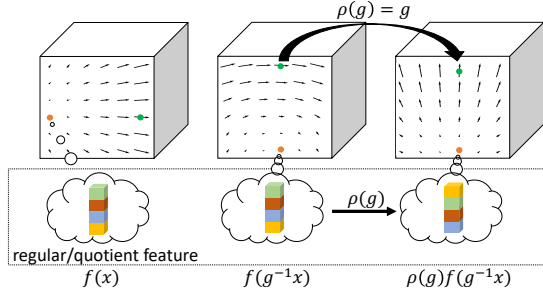 ρ(g) = g
ρ(g)
regular/quotient feature
f(x)
f(g⁻¹x)
ρ(g)f(g⁻¹x)